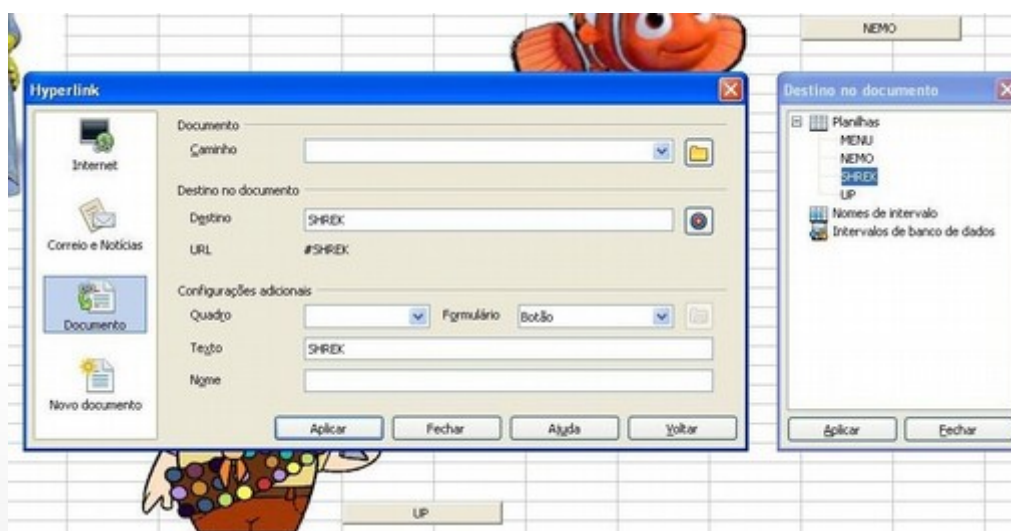 NEMO
Hyperlink
Internet
Correio e Notícias
Documento
Novo documento
Documento
Caminho
Destino no documento
Destino SHREK
URL #SHREK
Configurações adicionais
Quadro Formulário Botão
Texto SHREK
Nome
Aplicar Fechar Ajuda Voltar
Destino no documento
Planilhas
MENU
NEMO
SHREK
UP
Nomes de intervalo
Intervalos de banco de dados
Aplicar Fechar
UP